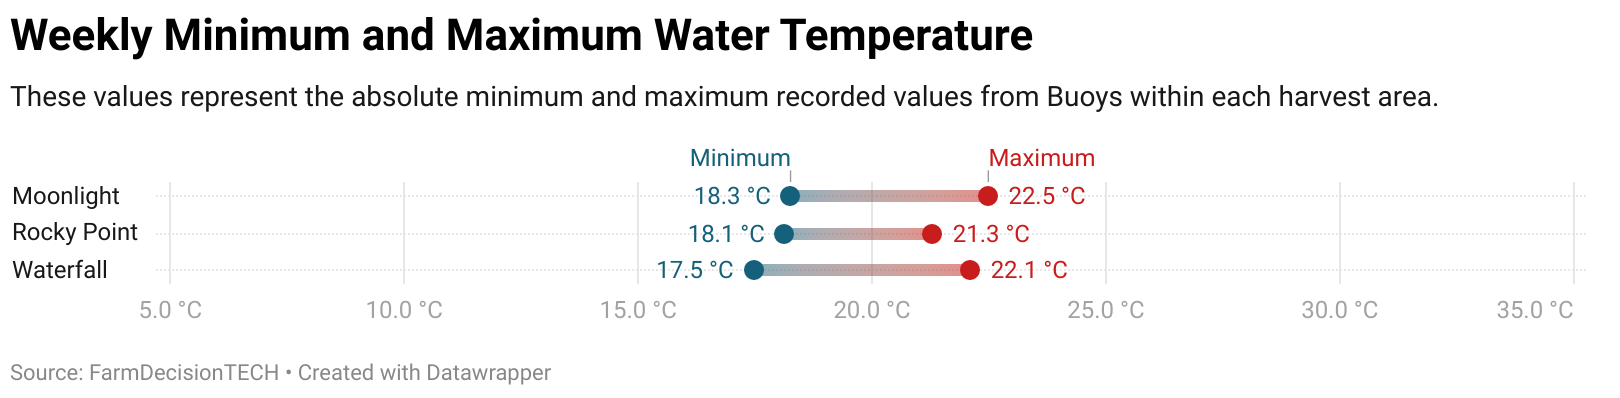 Weekly Minimum and Maximum Water Temperature
These values represent the absolute minimum and maximum recorded values from Buoys within each harvest area.
Minimum Maximum
Moonlight 18.3 °C 22.5 °C
Rocky Point 18.1 °C 21.3 °C
Waterfall 17.5 °C 22.1 °C
5.0 °C 10.0 °C 15.0 °C 20.0 °C 25.0 °C 30.0 °C 35.0 °C
Source: FarmDecisionTECH • Created with Datawrapper